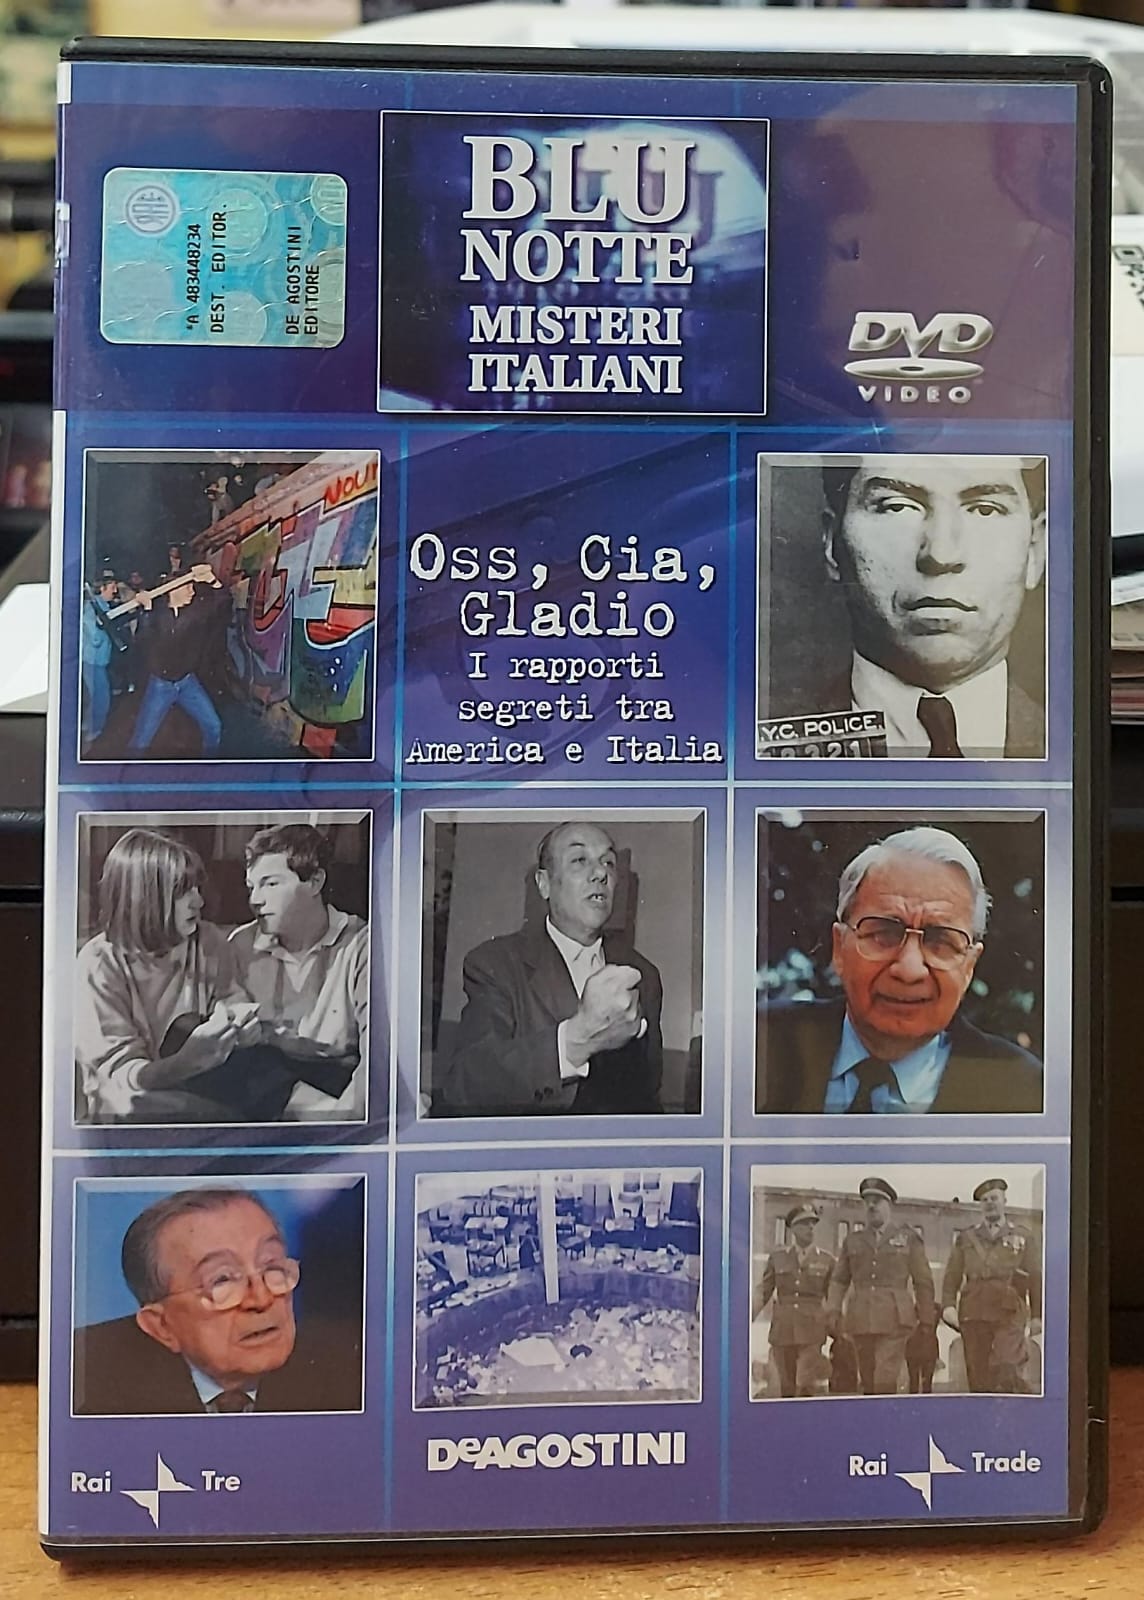 BLU
NOTTE
MISTERI
ITALIANI
*A 483448234
DEST. EDITOR.
DE AGOSTINI
EDITORE
DVD
VIDEO
NOU
Oss, Cia,
Gladio
I rapporti
segreti tra
America e Italia
.Y.C. POLICE.
DeAGOSTINI
Rai Tre
Rai Trade